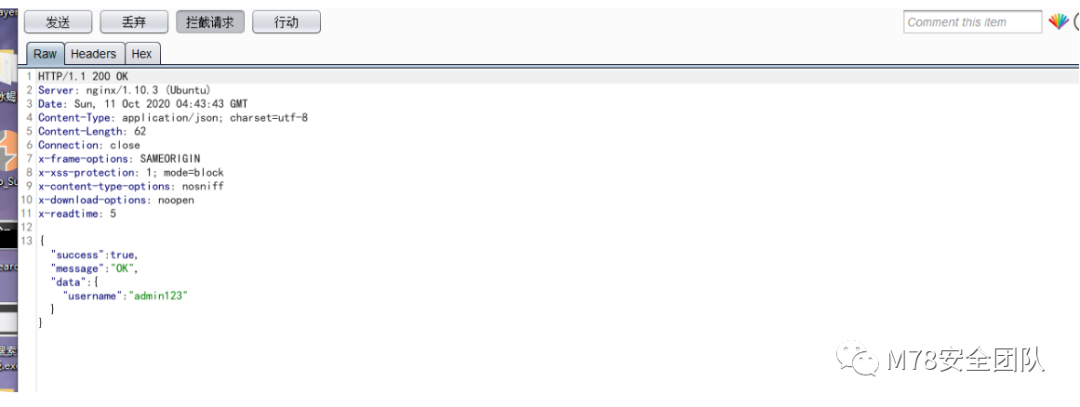 发送 丢弃 拦截请求 行动 Comment this item
Raw Headers Hex
1 HTTP/1.1 200 OK
2 Server: nginx/1.10.3 (Ubuntu)
3 Date: Sun, 11 Oct 2020 04:43:43 GMT
4 Content-Type: application/json; charset=utf-8
5 Content-Length: 62
6 Connection: close
7 x-frame-options: SAMEORIGIN
8 x-xss-protection: 1; mode=block
9 x-content-type-options: nosniff
10 x-download-options: noopen
11 x-readtime: 5
12
13 {
"success":true,
"message":"OK",
"data":{
"username":"admin123"
}
}
M78安全团队